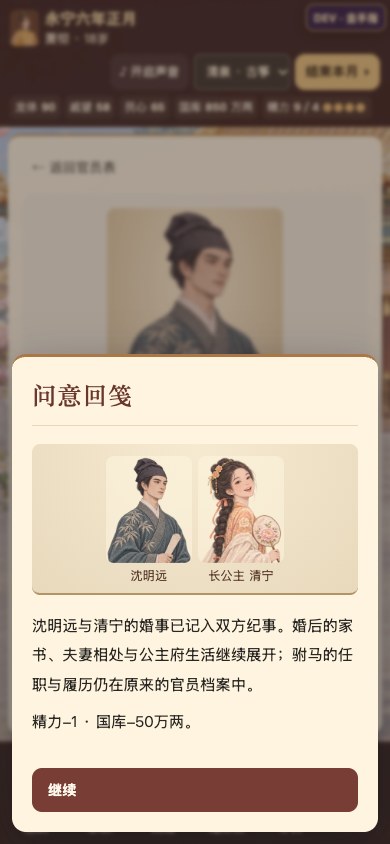 永宁六年正月
♪ 开启声音
清晨 · 古筝
结束本月 ›
← 返回官员表
问意回笺
沈明远
长公主 清宁
沈明远与清宁的婚事已记入双方纪事。婚后的家
书、夫妻相处与公主府生活继续展开；驸马的任
职与履历仍在原来的官员档案中。
精力–1 · 国库–50万两。
继续